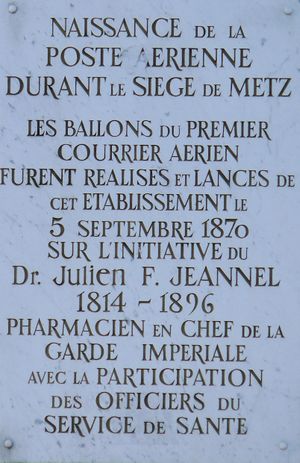 NAISSANCE DE LA
POSTE AERIENNE
DURANT LE SIEGE DE METZ
LES BALLONS DU PREMIER
COURRIER AERIEN
FURENT REALISES ET LANCES DE
CET ETABLISSEMENT LE
5 SEPTEMBRE 1870
SUR L'INITIATIVE DU
Dr. Julien F. JEANNEL
1814 - 1896
PHARMACIEN EN CHEF DE LA
GARDE IMPERIALE
AVEC LA PARTICIPATION
DES OFFICIERS DU
SERVICE DE SANTE